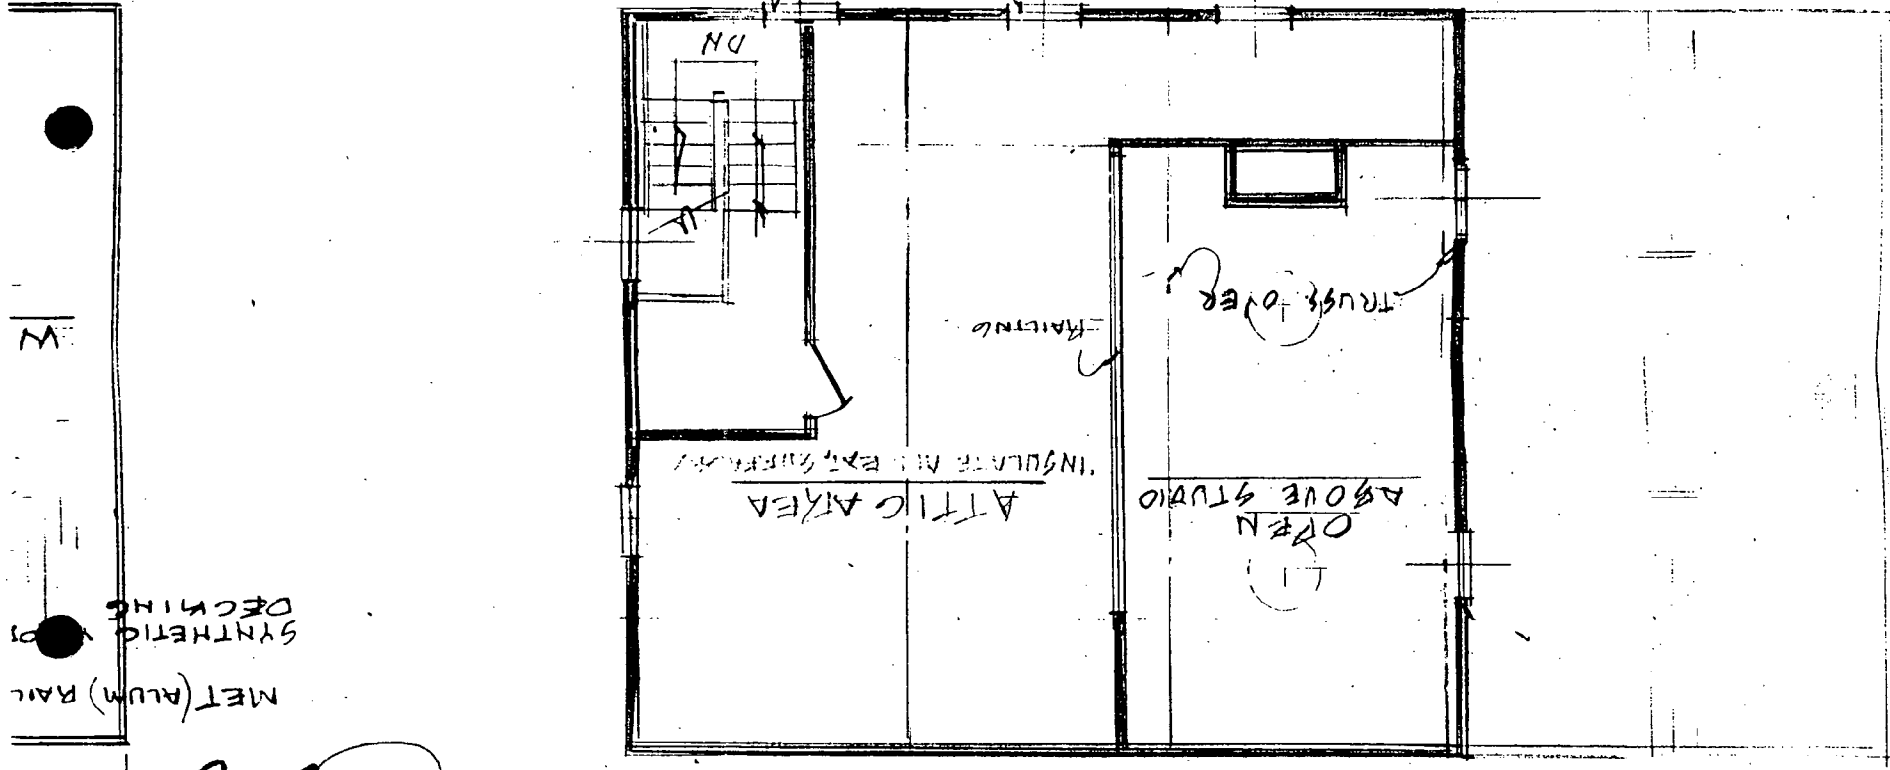 MET (ALUM) RAIL
SYNTHETIC
DECKING
OPEN
ABOVE STUDIO
ATTIC AREA
INSULATE ALL EXT. SURFACES
RAILING
TRUSS OVER
W
DN